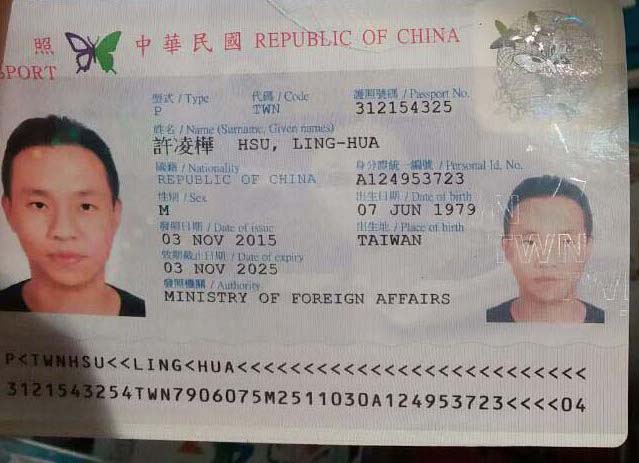 照 中華民國 REPUBLIC OF CHINA
SPORT
型式 / Type 代碼 / Code 護照號碼 / Passport No.
P TWN 312154325
姓名 / Name (Surname, Given names)
許凌樺 HSU, LING-HUA
國籍 / Nationality 身分證統一編號 / Personal Id. No.
REPUBLIC OF CHINA A124953723
性別 / Sex 出生日期 / Date of birth
M 07 JUN 1979
發照日期 / Date of issue 出生地 / Place of birth
03 NOV 2015 TAIWAN
效期截止日期 / Date of expiry
03 NOV 2025
發照機關 / Authority
MINISTRY OF FOREIGN AFFAIRS
TWN
P<TWNHSU<<LING<HUA<<<<<<<<<<<<<<<<<<<<<<<<<<
3121543254TWN7906075M2511030A124953723<<<<04